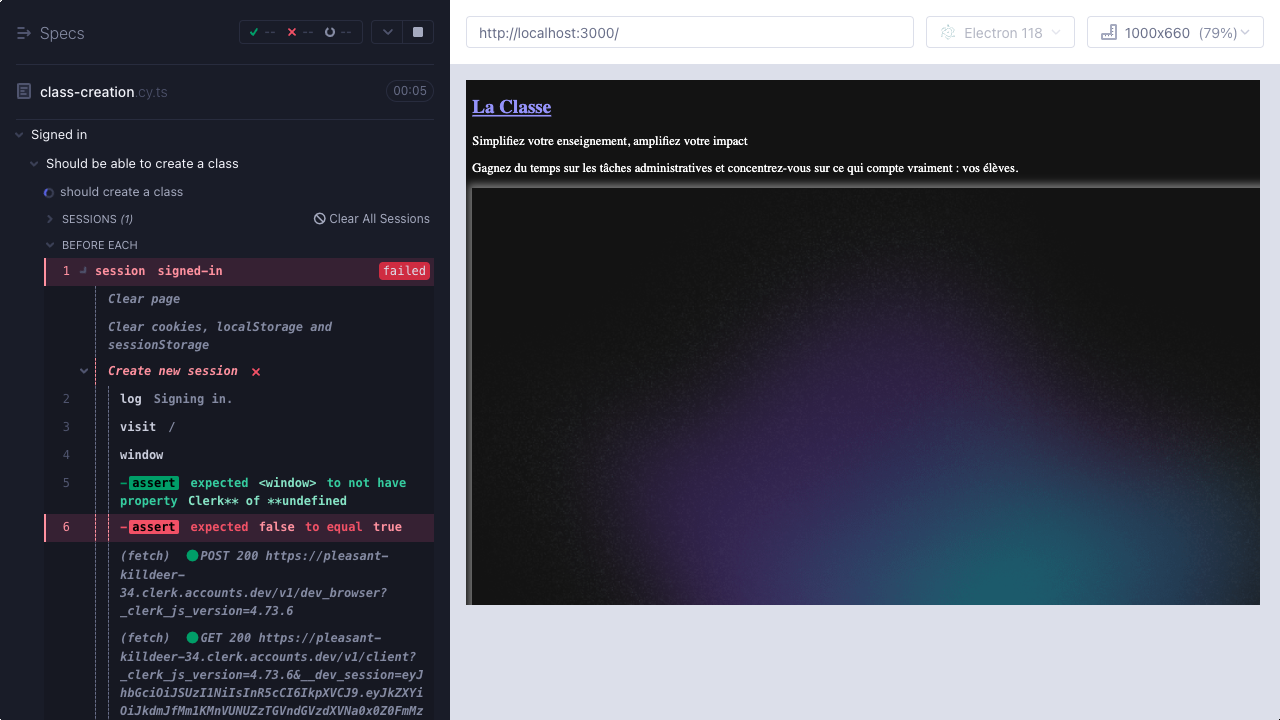 Specs
-- -- --
class-creation.cy.ts 00:05
Signed in
Should be able to create a class
should create a class
SESSIONS (1) Clear All Sessions
BEFORE EACH
1 session signed-in failed
Clear page
Clear cookies, localStorage and
sessionStorage
Create new session
2 log Signing in.
3 visit /
4 window
5 -assert expected <window> to not have
property Clerk** of **undefined
6 -assert expected false to equal true
(fetch) POST 200 https://pleasant-
killdeer-
34.clerk.accounts.dev/v1/dev_browser?
_clerk_js_version=4.73.6
(fetch) GET 200 https://pleasant-
killdeer-34.clerk.accounts.dev/v1/client?
_clerk_js_version=4.73.6&__dev_session=eyJ
hbGciOiJSUzI1NiIsInR5cCI6IkpXVCJ9.eyJkZXYi
http://localhost:3000/
Electron 118
1000x660 (79%)
La Classe
Simplifiez votre enseignement, amplifiez votre impact
Gagnez du temps sur les tâches administratives et concentrez-vous sur ce qui compte vraiment : vos élèves.